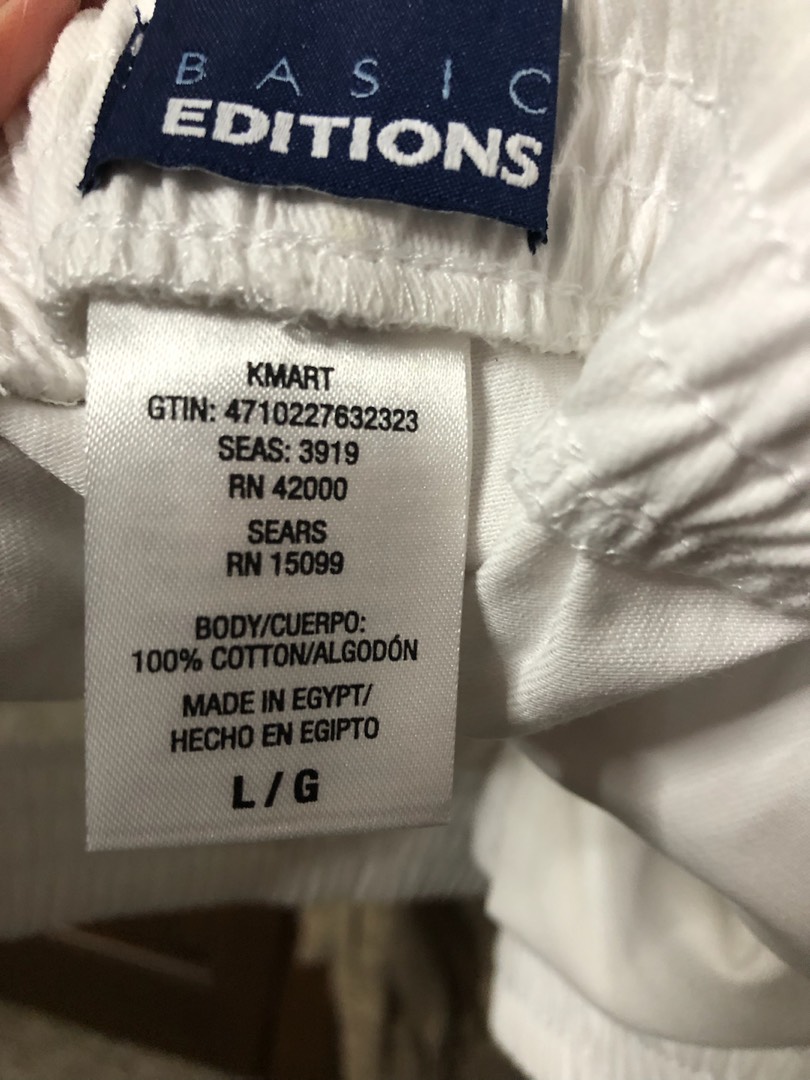 BASIC
EDITIONS
KMART
GTIN: 4710227632323
SEAS: 3919
RN 42000
SEARS
RN 15099
BODY/CUERPO:
100% COTTON/ALGODÓN
MADE IN EGYPT/
HECHO EN EGIPTO
L / G